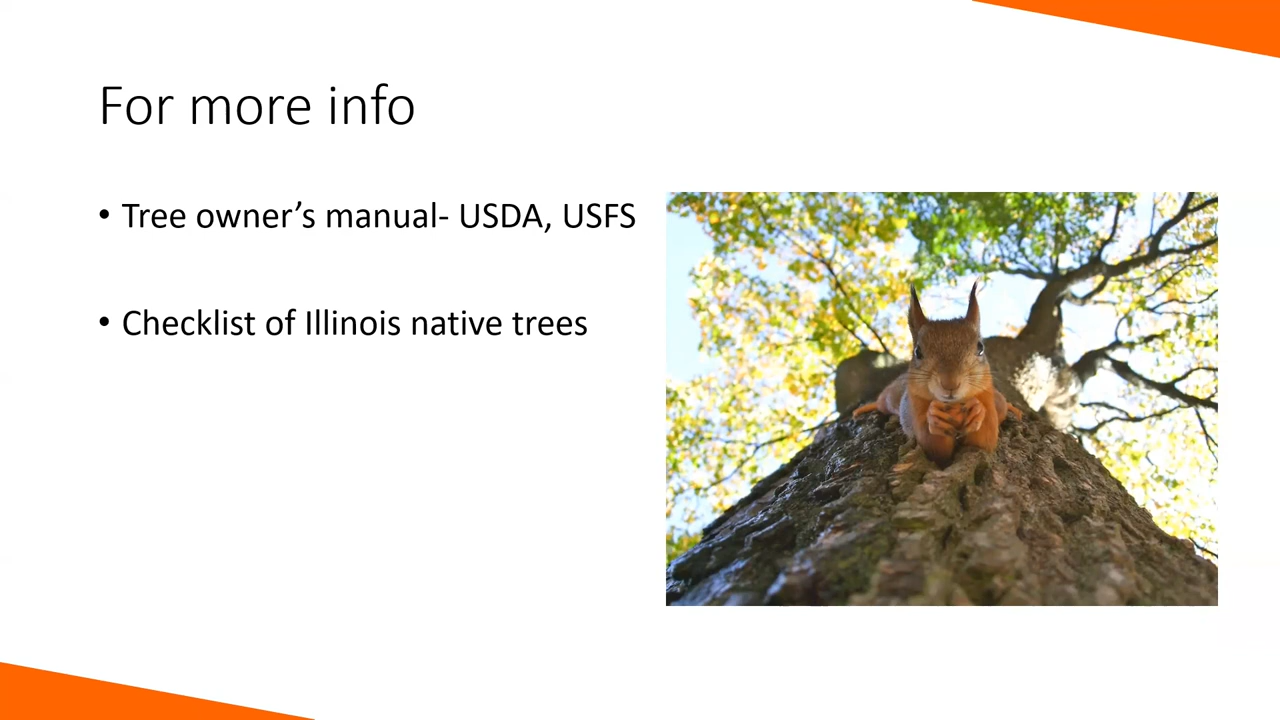 For more info
• Tree owner’s manual- USDA, USFS
• Checklist of Illinois native trees